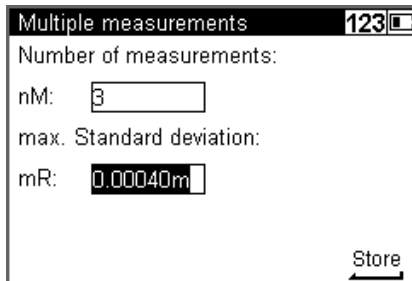 Multiple measurements 123
Number of measurements:
nM: 3
max. Standard deviation:
mR: 0.00040m
Store